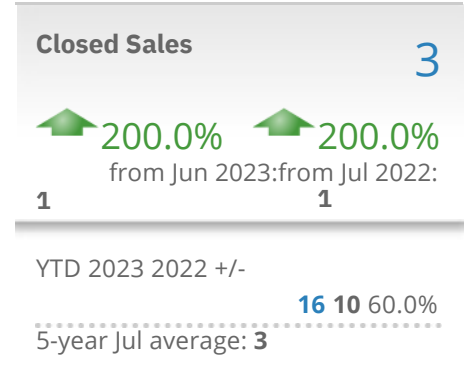 Closed Sales
3
200.0% 200.0%
from Jun 2023:from Jul 2022:
1 1
YTD 2023 2022 +/-
16 10 60.0%
5-year Jul average: 3